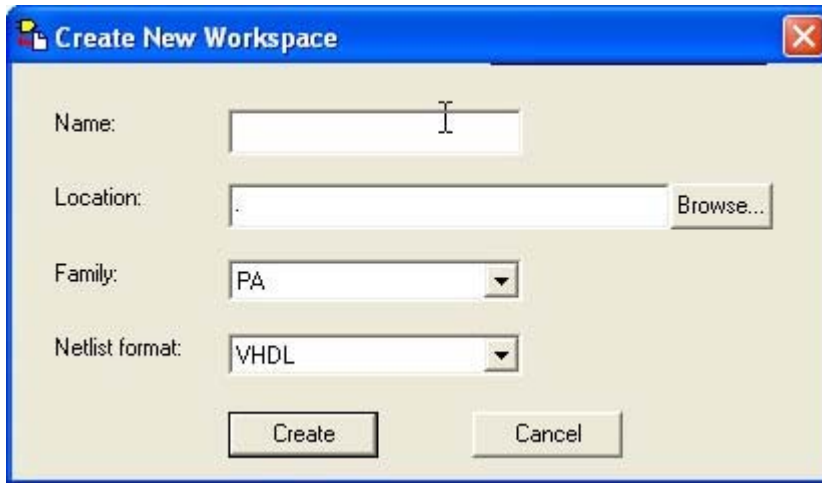 Create New Workspace
Name:
Location:
.
Browse...
Family:
PA
Netlist format:
VHDL
Create
Cancel